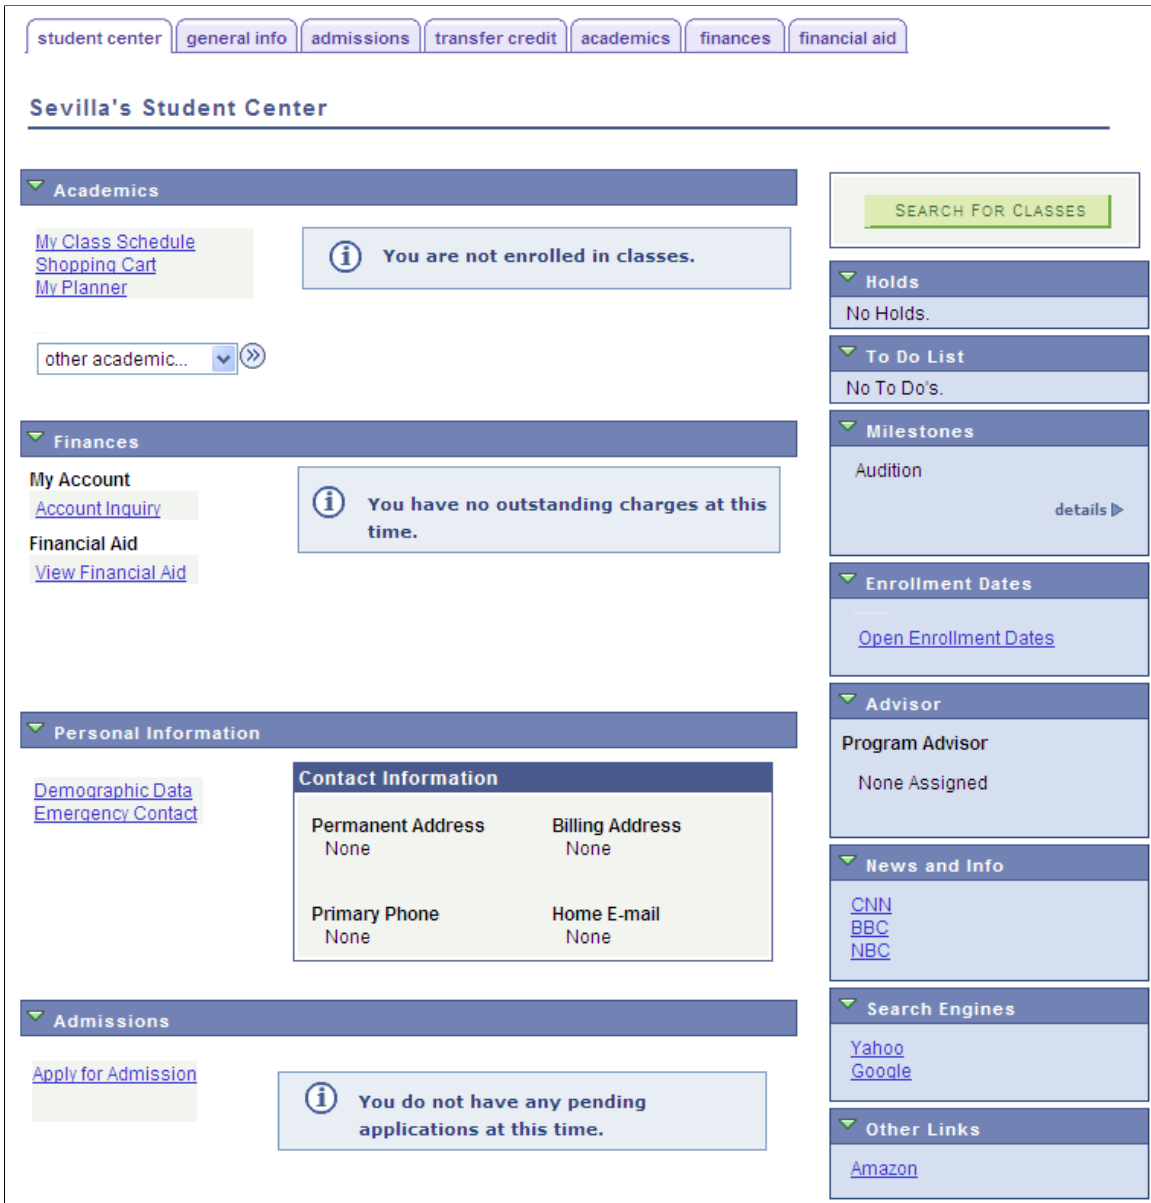 student center
general info
admissions
transfer credit
academics
finances
financial aid
Sevilla's Student Center
Academics
My Class Schedule
Shopping Cart
My Planner
You are not enrolled in classes.
other academic...
Finances
My Account
Account Inquiry
Financial Aid
View Financial Aid
You have no outstanding charges at this
time.
Personal Information
Demographic Data
Emergency Contact
Contact Information
Permanent Address
None
Billing Address
None
Primary Phone
None
Home E-mail
None
Admissions
Apply for Admission
You do not have any pending
applications at this time.
SEARCH FOR CLASSES
Holds
No Holds.
To Do List
No To Do's.
Milestones
Audition
details
Enrollment Dates
Open Enrollment Dates
Advisor
Program Advisor
None Assigned
News and Info
CNN
BBC
NBC
Search Engines
Yahoo
Google
Other Links
Amazon